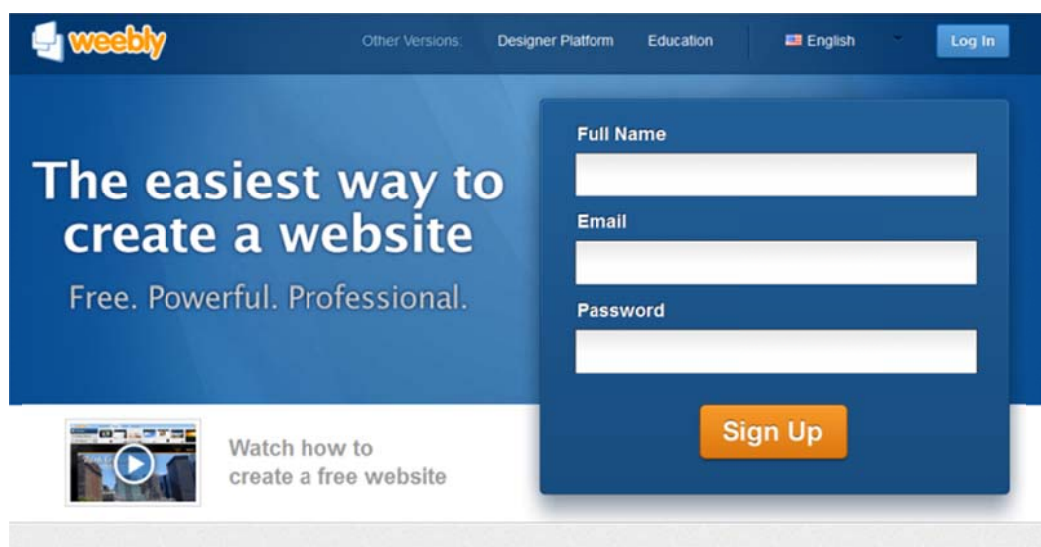 weebly
Other Versions: Designer Platform Education English Log In
The easiest way to
create a website
Free. Powerful. Professional.
Full Name
Email
Password
Sign Up
Watch how to
create a free website